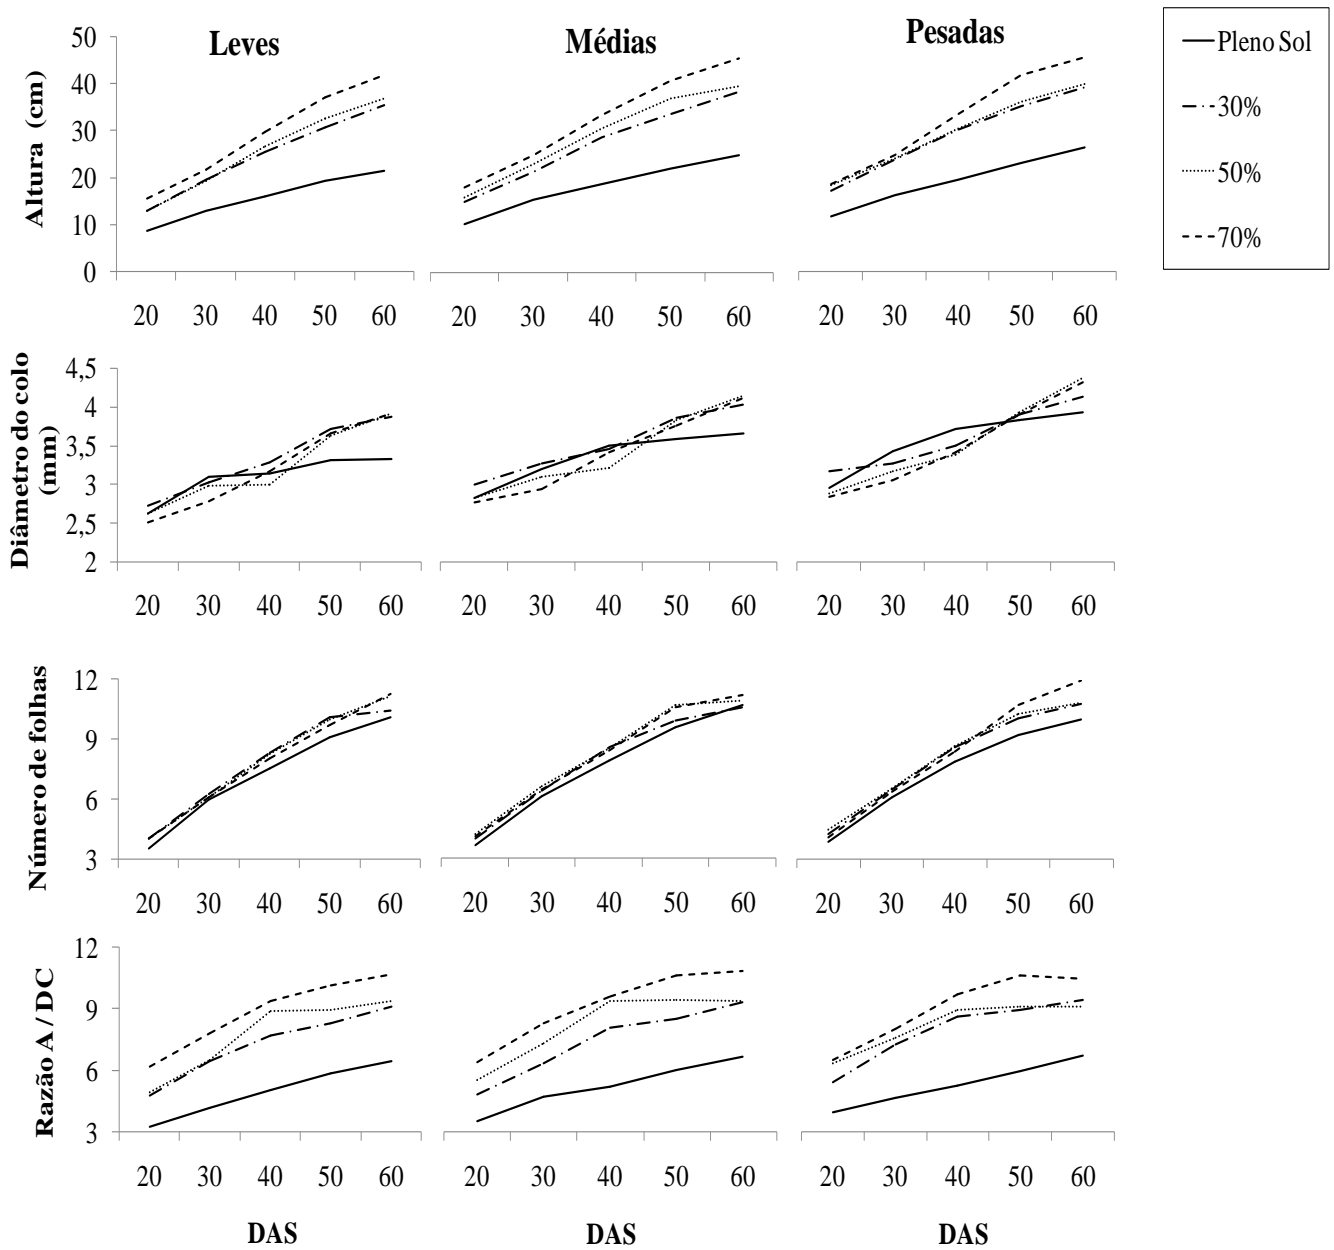 Leves
Médias
Pesadas
Pleno Sol
30%
50%
70%
Altura (cm)
50
40
30
20
10
0
20 30 40 50 60
20 30 40 50 60
20 30 40 50 60
Diâmetro do colo
(mm)
4,5
4
3,5
3
2,5
2
20 30 40 50 60
20 30 40 50 60
20 30 40 50 60
Número de folhas
12
9
6
3
20 30 40 50 60
20 30 40 50 60
20 30 40 50 60
Razão A / DC
12
9
6
3
20 30 40 50 60
20 30 40 50 60
20 30 40 50 60
DAS
DAS
DAS